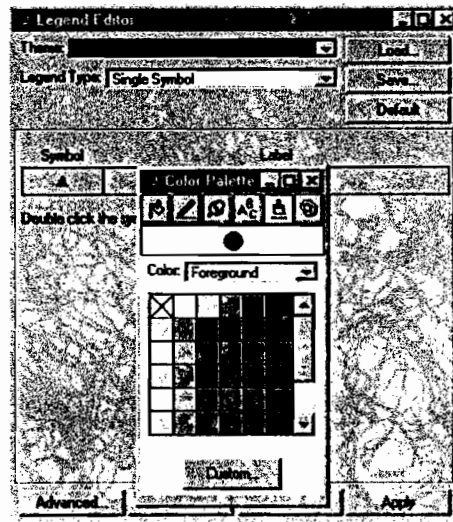 Legend Editor
Theme:
Load...
Legend Type: Single Symbol
Save...
Default
Symbol Label
Color Palette
Double click the sy
Color: Foreground
Custom...
Advanced...
Apply